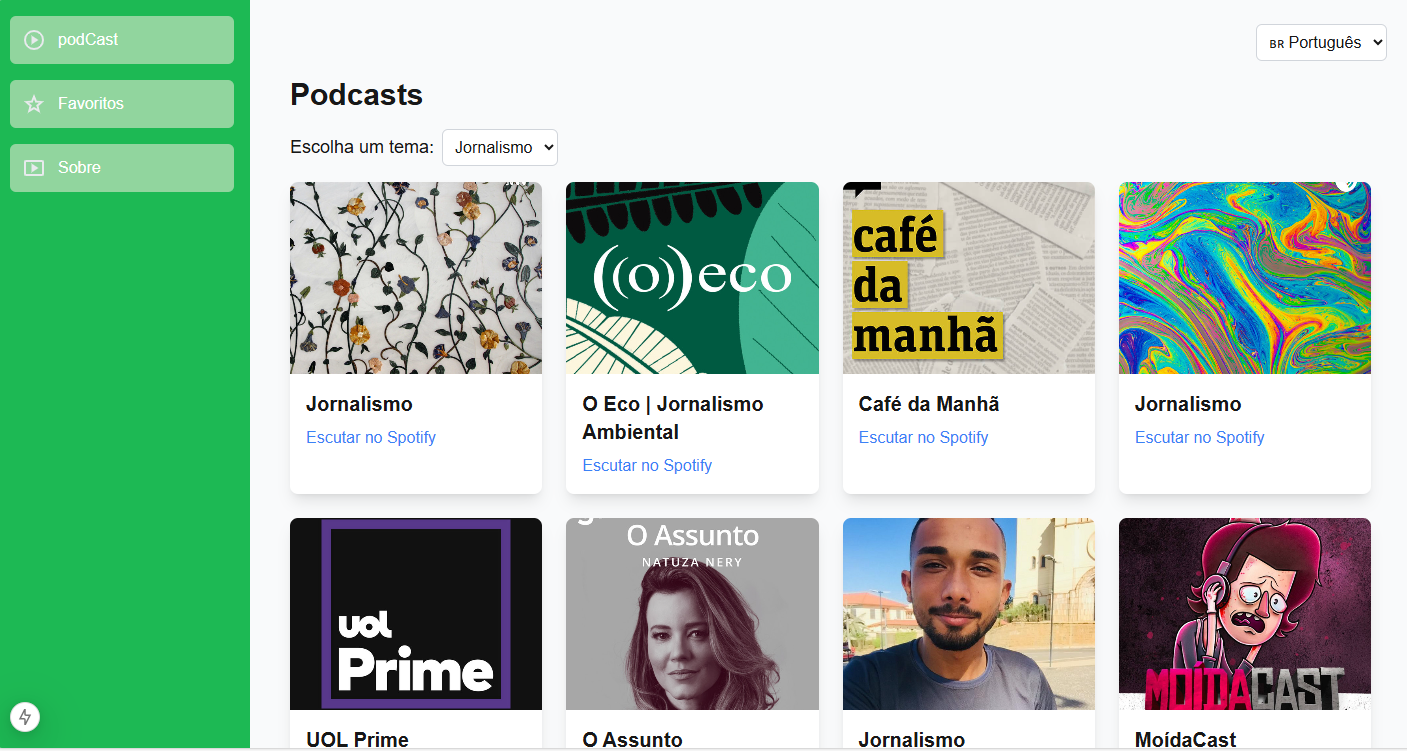 podCast
Favoritos
Sobre
BR Português
Podcasts
Escolha um tema: Jornalismo
((o))eco
café
da
manhã
Jornalismo
Escutar no Spotify
O Eco | Jornalismo
Ambiental
Escutar no Spotify
Café da Manhã
Escutar no Spotify
Jornalismo
Escutar no Spotify
UOL
Prime
O Assunto
NATUZA NERY
MOÍDACAST
UOL Prime
O Assunto
Jornalismo
MoídaCast